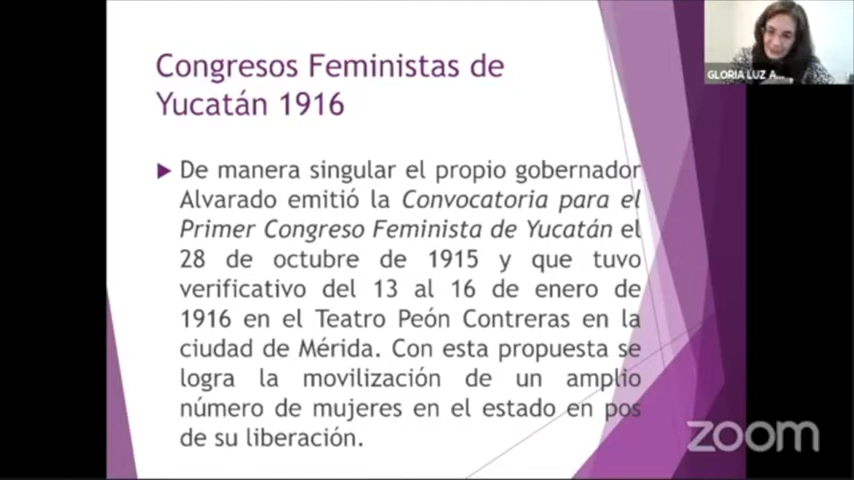 Congresos Feministas de
Yucatán 1916
De manera singular el propio gobernador
Alvarado emitió la Convocatoria para el
Primer Congreso Feminista de Yucatán el
28 de octubre de 1915 y que tuvo
verificativo del 13 al 16 de enero de
1916 en el Teatro Peón Contreras en la
ciudad de Mérida. Con esta propuesta se
logra la movilización de un amplio
número de mujeres en el estado en pos
de su liberación.
GLORIA LUZ A...
zoom